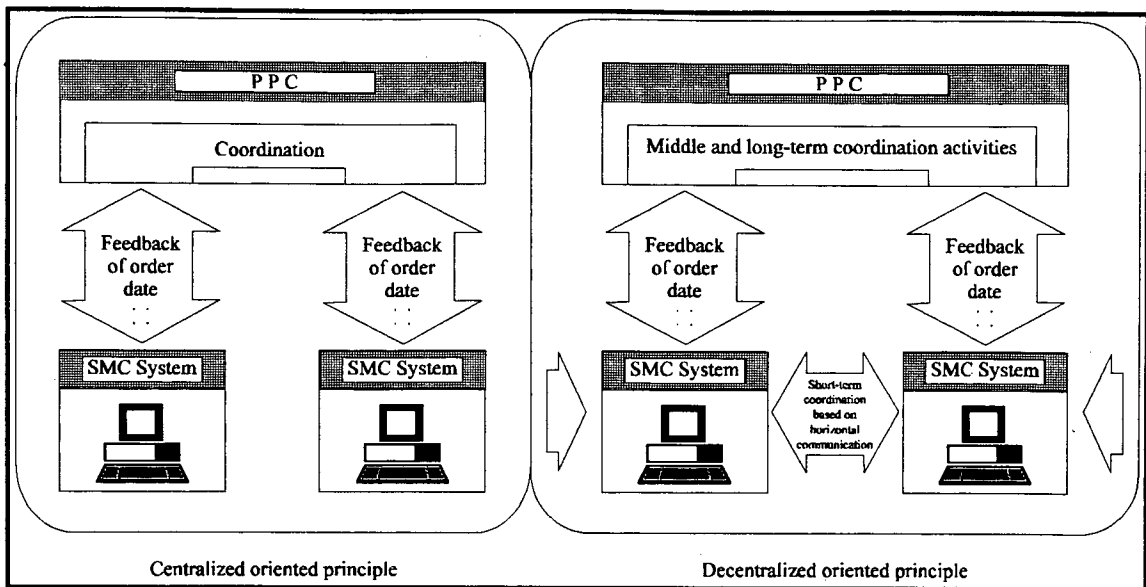 P P C
Coordination
Feedback
of order
date
Feedback
of order
date
SMC System
SMC System
Centralized oriented principle
P P C
Middle and long-term coordination activities
Feedback
of order
date
Feedback
of order
date
SMC System
Short-term
coordination
based on
horizontal
communication
SMC System
Decentralized oriented principle